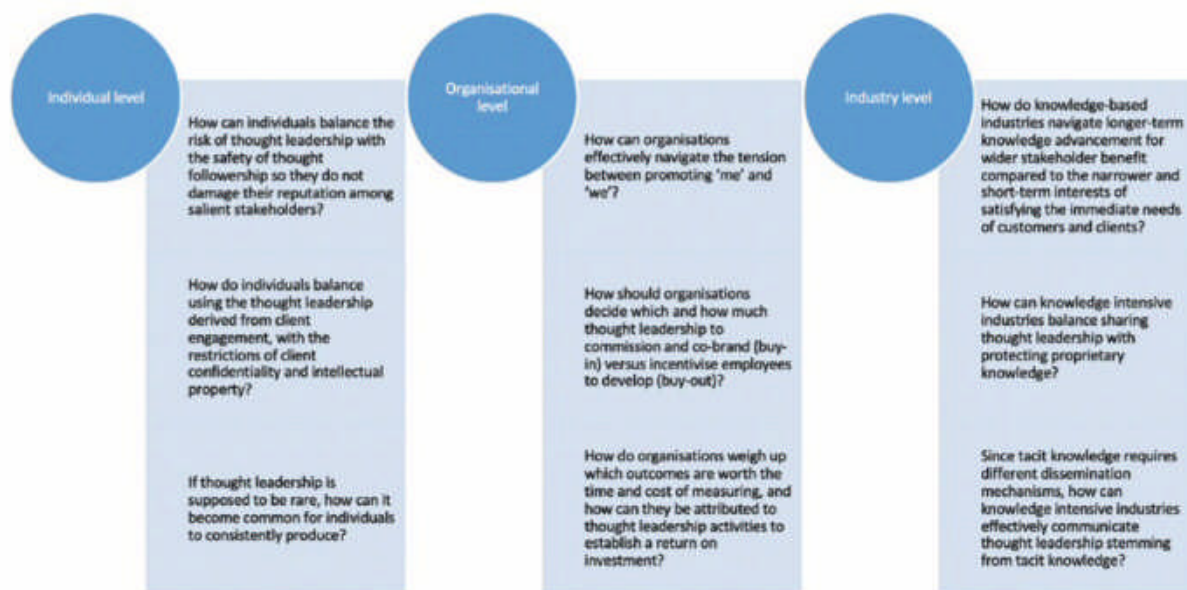 Individual level
How can individuals balance the
risk of thought leadership with
the safety of thought
followership so they do not
damage their reputation among
salient stakeholders?
How do individuals balance
using the thought leadership
derived from client
engagement, with the
restrictions of client
confidentiality and intellectual
property?
If thought leadership is
supposed to be rare, how can it
become common for individuals
to consistently produce?
Organisational
level
How can organisations
effectively navigate the tension
between promoting 'me' and
'we'?
How should organisations
decide which and how much
thought leadership to
commission and co-brand (buy-
in) versus incentivise employees
to develop (buy-out)?
How do organisations weigh up
which outcomes are worth the
time and cost of measuring, and
how can they be attributed to
thought leadership activities to
establish a return on
investment?
Industry level
How do knowledge-based
industries navigate longer-term
knowledge advancement for
wider stakeholder benefit
compared to the narrower and
short-term interests of
satisfying the immediate needs
of customers and clients?
How can knowledge intensive
industries balance sharing
thought leadership with
protecting proprietary
knowledge?
Since tacit knowledge requires
different dissemination
mechanisms, how can
knowledge intensive industries
effectively communicate
thought leadership stemming
from tacit knowledge?